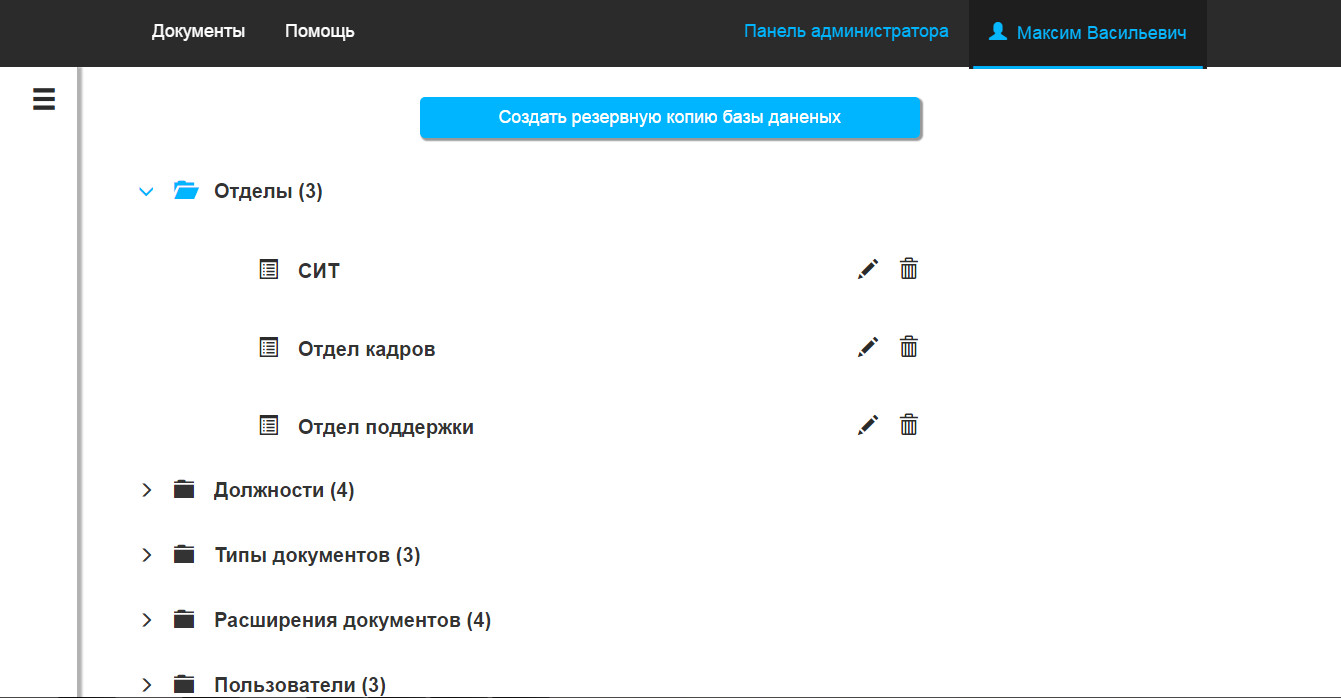 Документы Помощь Панель администратора Максим Васильевич
Создать резервную копию базы даненых
Отделы (3)
СИТ
Отдел кадров
Отдел поддержки
Должности (4)
Типы документов (3)
Расширения документов (4)
Пользователи (3)